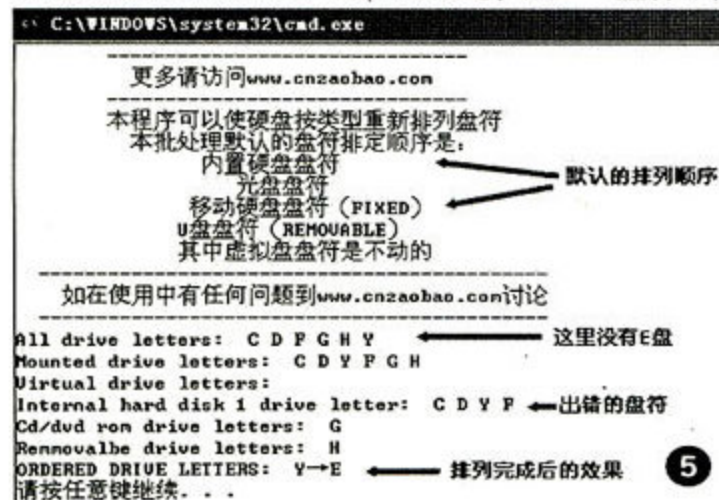 C:\WINDOWS\system32\cmd.exe
更多请访问www.cnzaobao.com
本程序可以使硬盘按类型重新排列盘符
本批处理默认的盘符排定顺序是:
内置硬盘盘符
光盘盘符
默认的排列顺序
移动硬盘盘符（FIXED）
U盘盘符（REMOVABLE）
其中虚拟盘盘符是不动的
如在使用中有任何问题到www.cnzaobao.com讨论
All drive letters: C D F G H Y
这里没有E盘
Mounted drive letters: C D Y F G H
Virtual drive letters:
Internal hard disk 1 drive letter: C D Y F
出错的盘符
Cd/dvd rom drive letters: G
Remmovalbe drive letters: H
ORDERED DRIVE LETTERS: Y→E
排列完成后的效果
5
请按任意键继续. . .